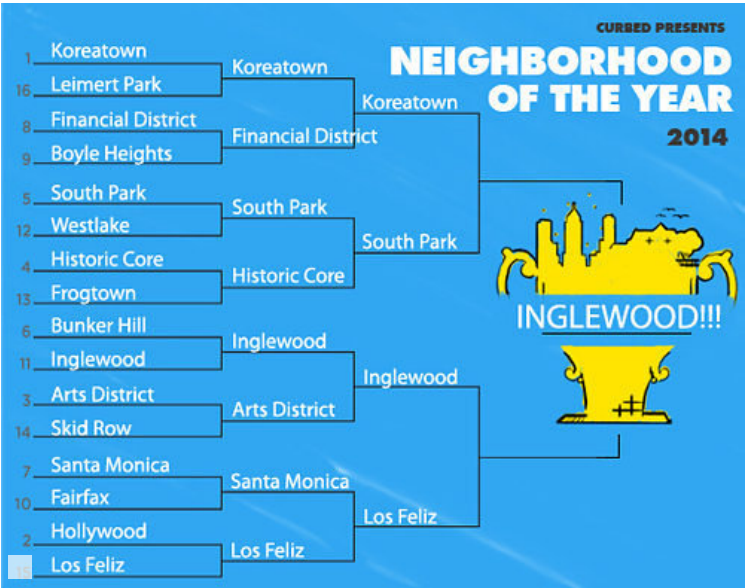 CURBED PRESENTS
NEIGHBORHOOD
OF THE YEAR
2014
1 Koreatown
16 Leimert Park
8 Financial District
9 Boyle Heights
5 South Park
12 Westlake
4 Historic Core
13 Frogtown
6 Bunker Hill
11 Inglewood
3 Arts District
14 Skid Row
7 Santa Monica
10 Fairfax
2 Hollywood
15 Los Feliz
Koreatown
Financial District
South Park
Historic Core
Inglewood
Arts District
Santa Monica
Los Feliz
Koreatown
South Park
Inglewood
Los Feliz
INGLEWOOD!!!